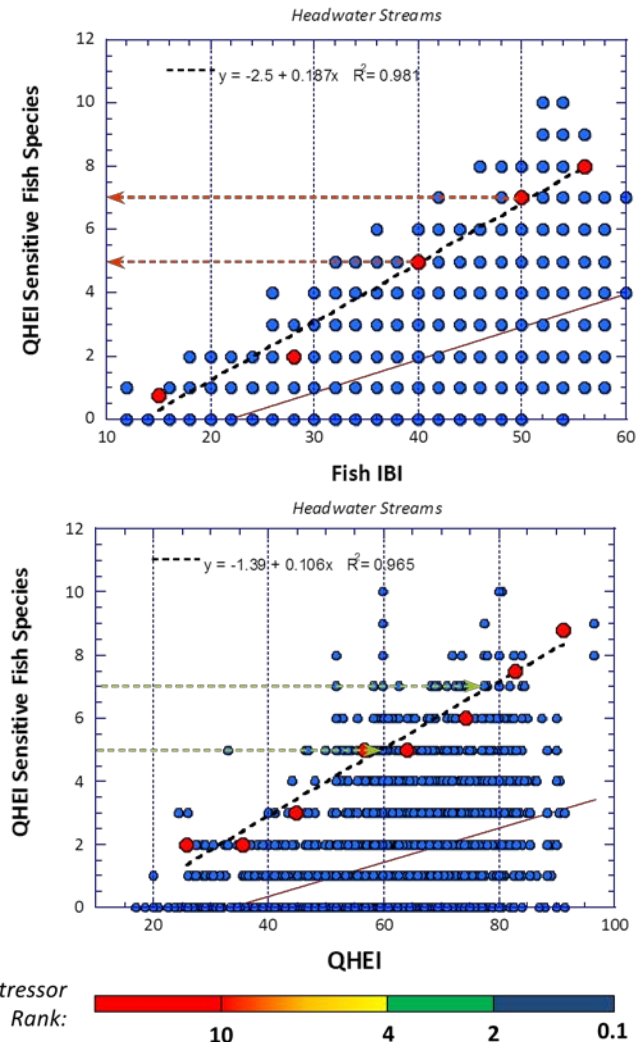 Headwater Streams
y = -2.5 + 0.187x R² = 0.981
12
10
8
6
4
2
0
QHEI Sensitive Fish Species
10 20 30 40 50 60
Fish IBI
Headwater Streams
y = -1.39 + 0.106x R² = 0.965
12
10
8
6
4
2
0
QHEI Sensitive Fish Species
20 40 60 80 100
QHEI
tressor
Rank:
10 4 2 0.1